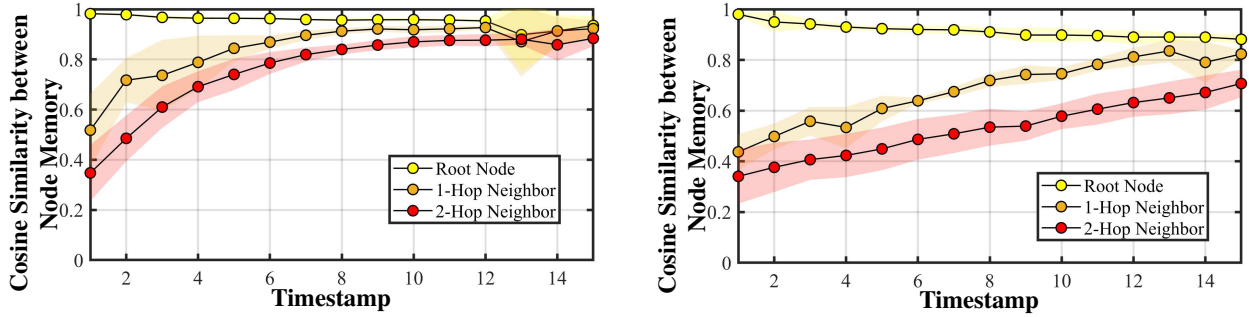 Cosine Similarity between
Node Memory
1
0.8
0.6
0.4
0.2
0
2
4
6
8
10
12
14
Timestamp
Root Node
1-Hop Neighbor
2-Hop Neighbor
Cosine Similarity between
Node Memory
1
0.8
0.6
0.4
0.2
0
2
4
6
8
10
12
14
Timestamp
Root Node
1-Hop Neighbor
2-Hop Neighbor